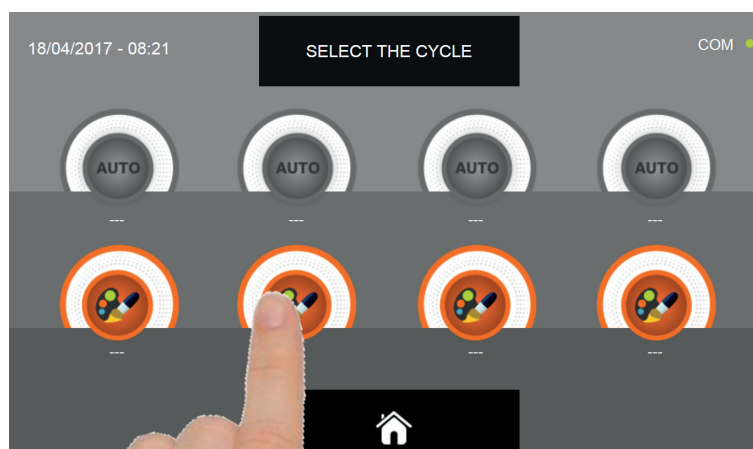 18/04/2017 - 08:21
SELECT THE CYCLE
COM
AUTO AUTO AUTO AUTO
--- --- --- ---
--- --- ---